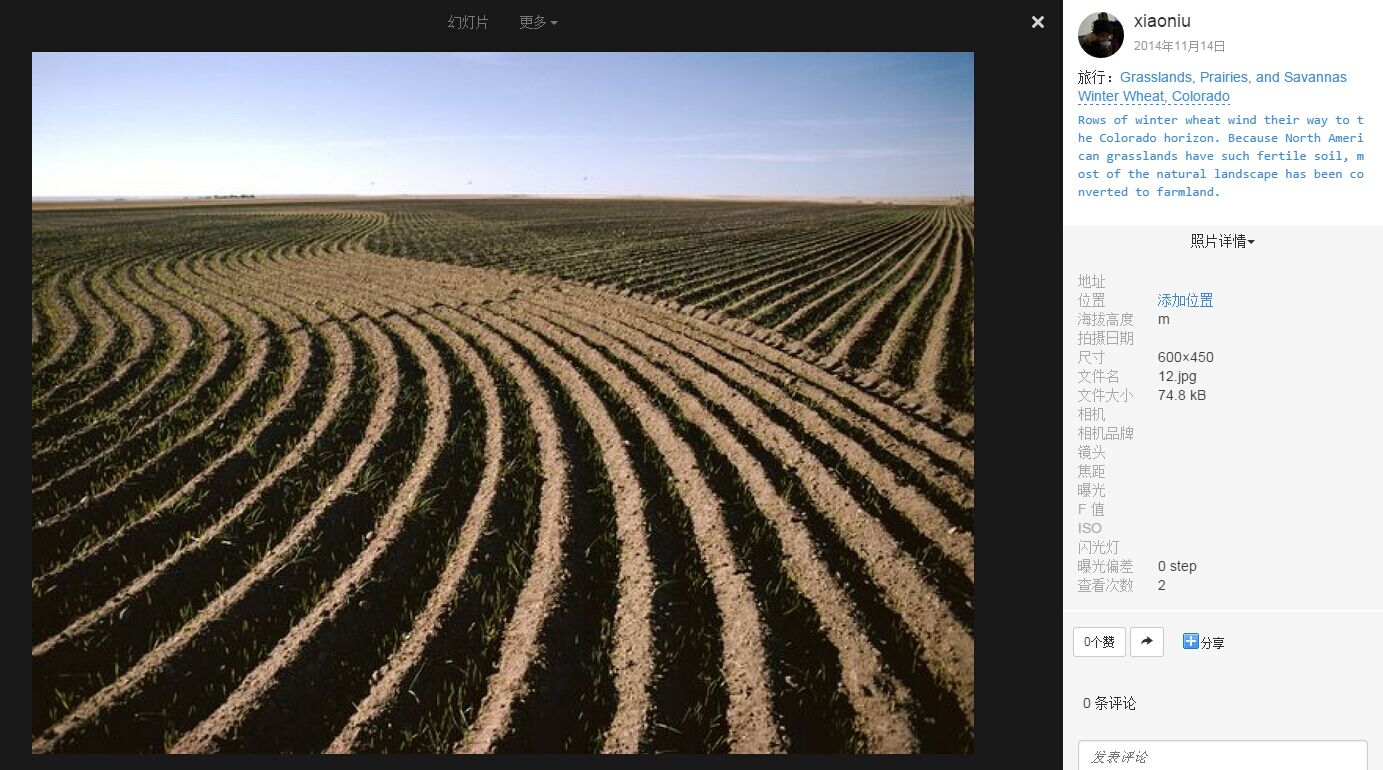 幻灯片 更多
xiaoniu
2014年11月14日
旅行：Grasslands, Prairies, and Savannas
Winter Wheat, Colorado
Rows of winter wheat wind their way to t
he Colorado horizon. Because North Ameri
can grasslands have such fertile soil, m
ost of the natural landscape has been co
nverted to farmland.
照片详情
地址
位置 添加位置
海拔高度 m
拍摄日期
尺寸 600×450
文件名 12.jpg
文件大小 74.8 kB
相机
相机品牌
镜头
焦距
曝光
F 值
ISO
闪光灯
曝光偏差 0 step
查看次数 2
0个赞 分享
0 条评论
发表评论